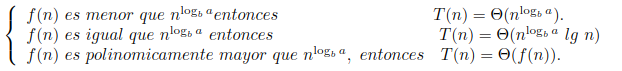 f(n) es menor que n^{log_b a} entonces T(n) = Θ(n^{log_b a}).
f(n) es igual que n^{log_b a} entonces T(n) = Θ(n^{log_b a} lg n)
f(n) es polinomicamente mayor que n^{log_b a}, entonces T(n) = Θ(f(n)).